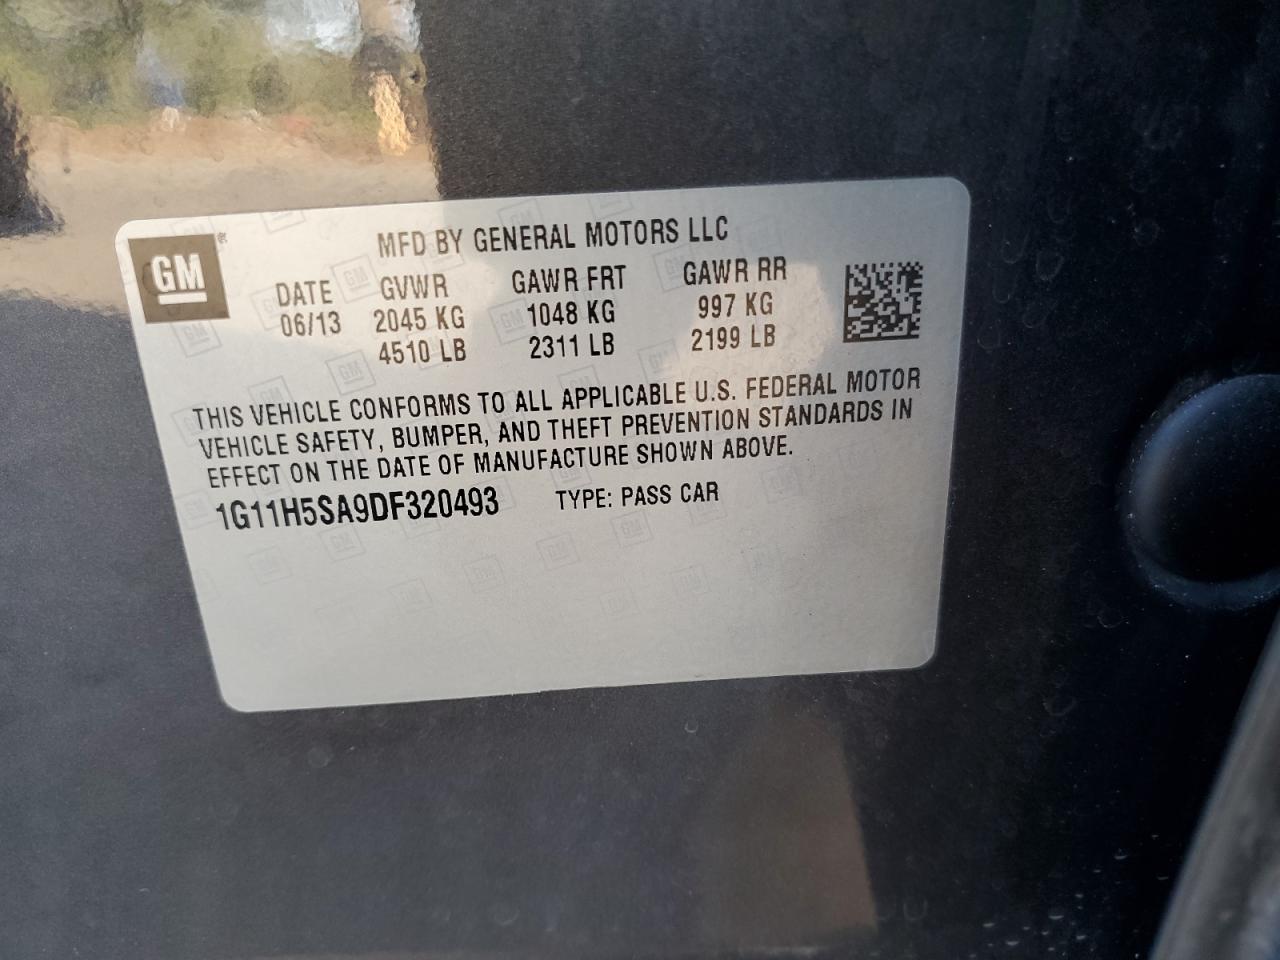 GM
MFD BY GENERAL MOTORS LLC
DATE GVWR GAWR FRT GAWR RR
06/13 2045 KG 1048 KG 997 KG
4510 LB 2311 LB 2199 LB
THIS VEHICLE CONFORMS TO ALL APPLICABLE U.S. FEDERAL MOTOR
VEHICLE SAFETY, BUMPER, AND THEFT PREVENTION STANDARDS IN
EFFECT ON THE DATE OF MANUFACTURE SHOWN ABOVE.
1G11H5SA9DF320493 TYPE: PASS CAR